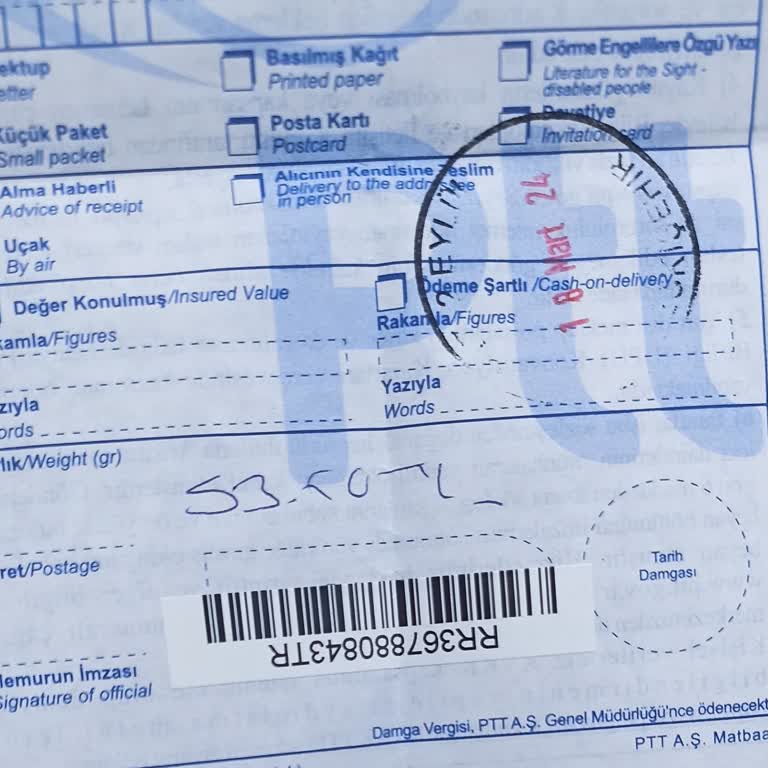 ektup
etter
Basılmış Kağıt
Printed paper
Görme Engellilere Özgü Yazı
Literature for the Sight -
disabled people
Küçük Paket
Small packet
Posta Kartı
Postcard
Davetiye
Invitation card
Alma Haberli
Advice of receipt
Alıcının Kendisine Teslim
Delivery to the addressee
in person
18 Mart 24
Uçak
By air
Değer Konulmuş/Insured Value
Ödeme Şartlı /Cash-on-delivery
kamla/Figures
Rakamla/Figures
zıyla
ords
Yazıyla
Words
lık/Weight (gr)
53.50 TL
ret/Postage
Tarih
Damgası
RR367880843TR
Memurun İmzası
Signature of official
Damga Vergisi, PTT A.Ş. Genel Müdürlüğü'nce ödenecekt
PTT A.Ş. Matbaa
Ptt